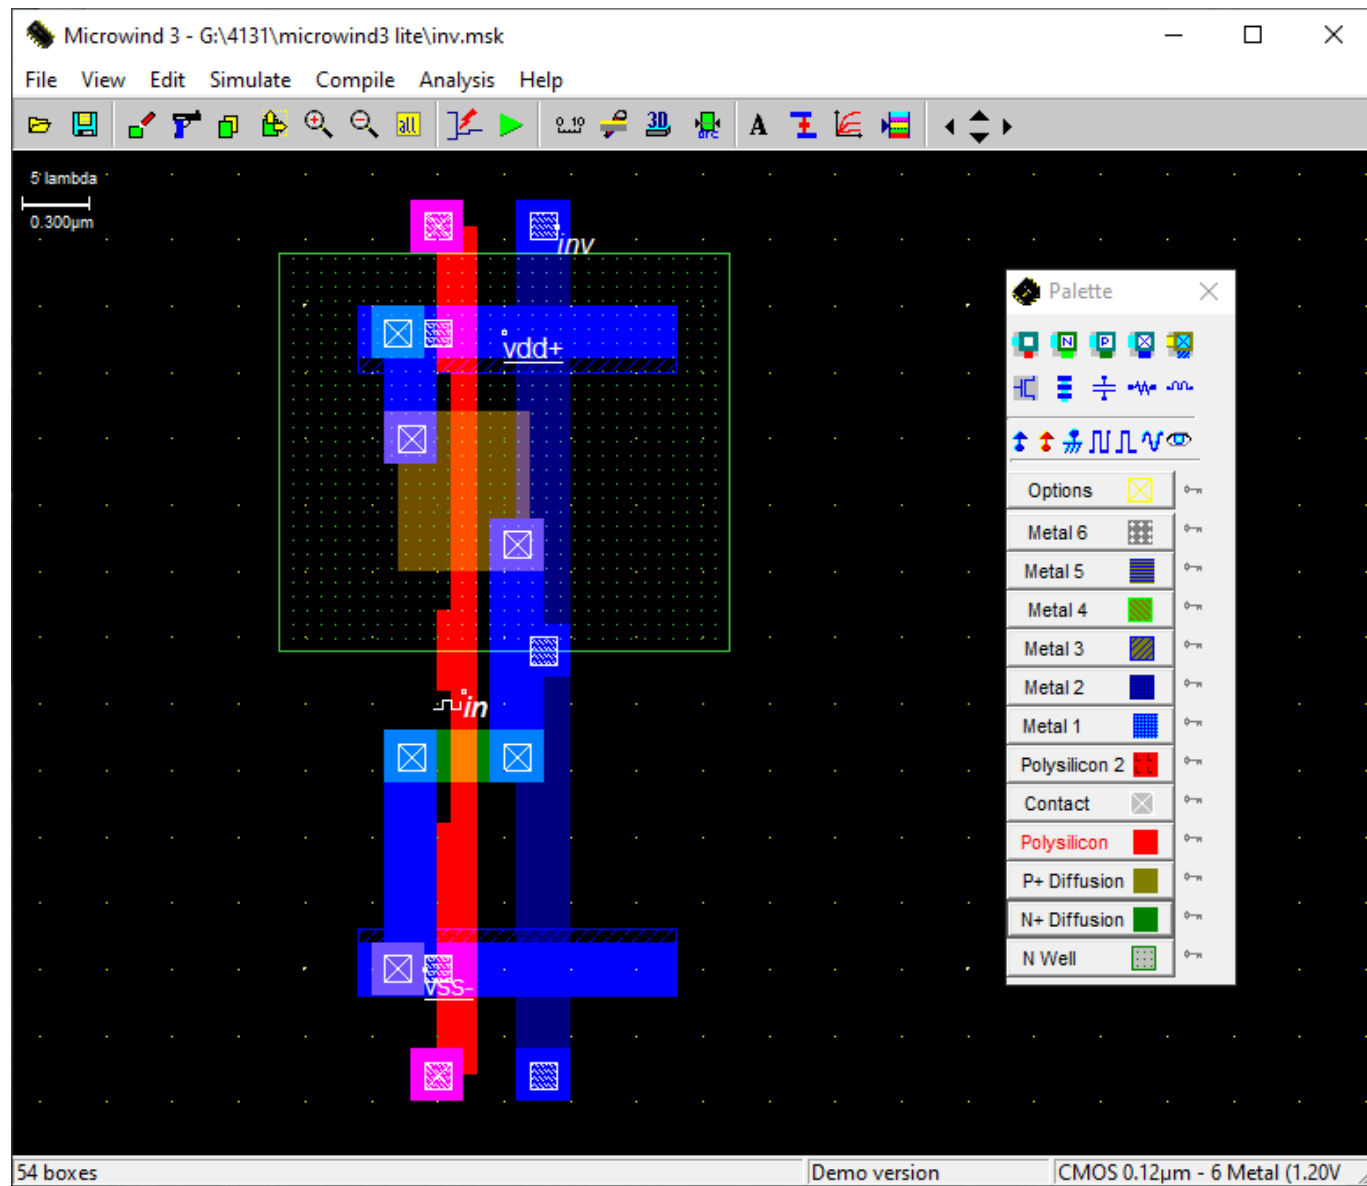 Microwind 3 - G:\4131\microwind3 lite\inv.msk
File View Edit Simulate Compile Analysis Help
0..10 3D DRC A
all
5 lambda
0.300µm
inv
vdd+
in
vss-
Palette
N P
Options
Metal 6
Metal 5
Metal 4
Metal 3
Metal 2
Metal 1
Polysilicon 2
Contact
Polysilicon
P+ Diffusion
N+ Diffusion
N Well
54 boxes
Demo version
CMOS 0.12µm - 6 Metal (1.20V